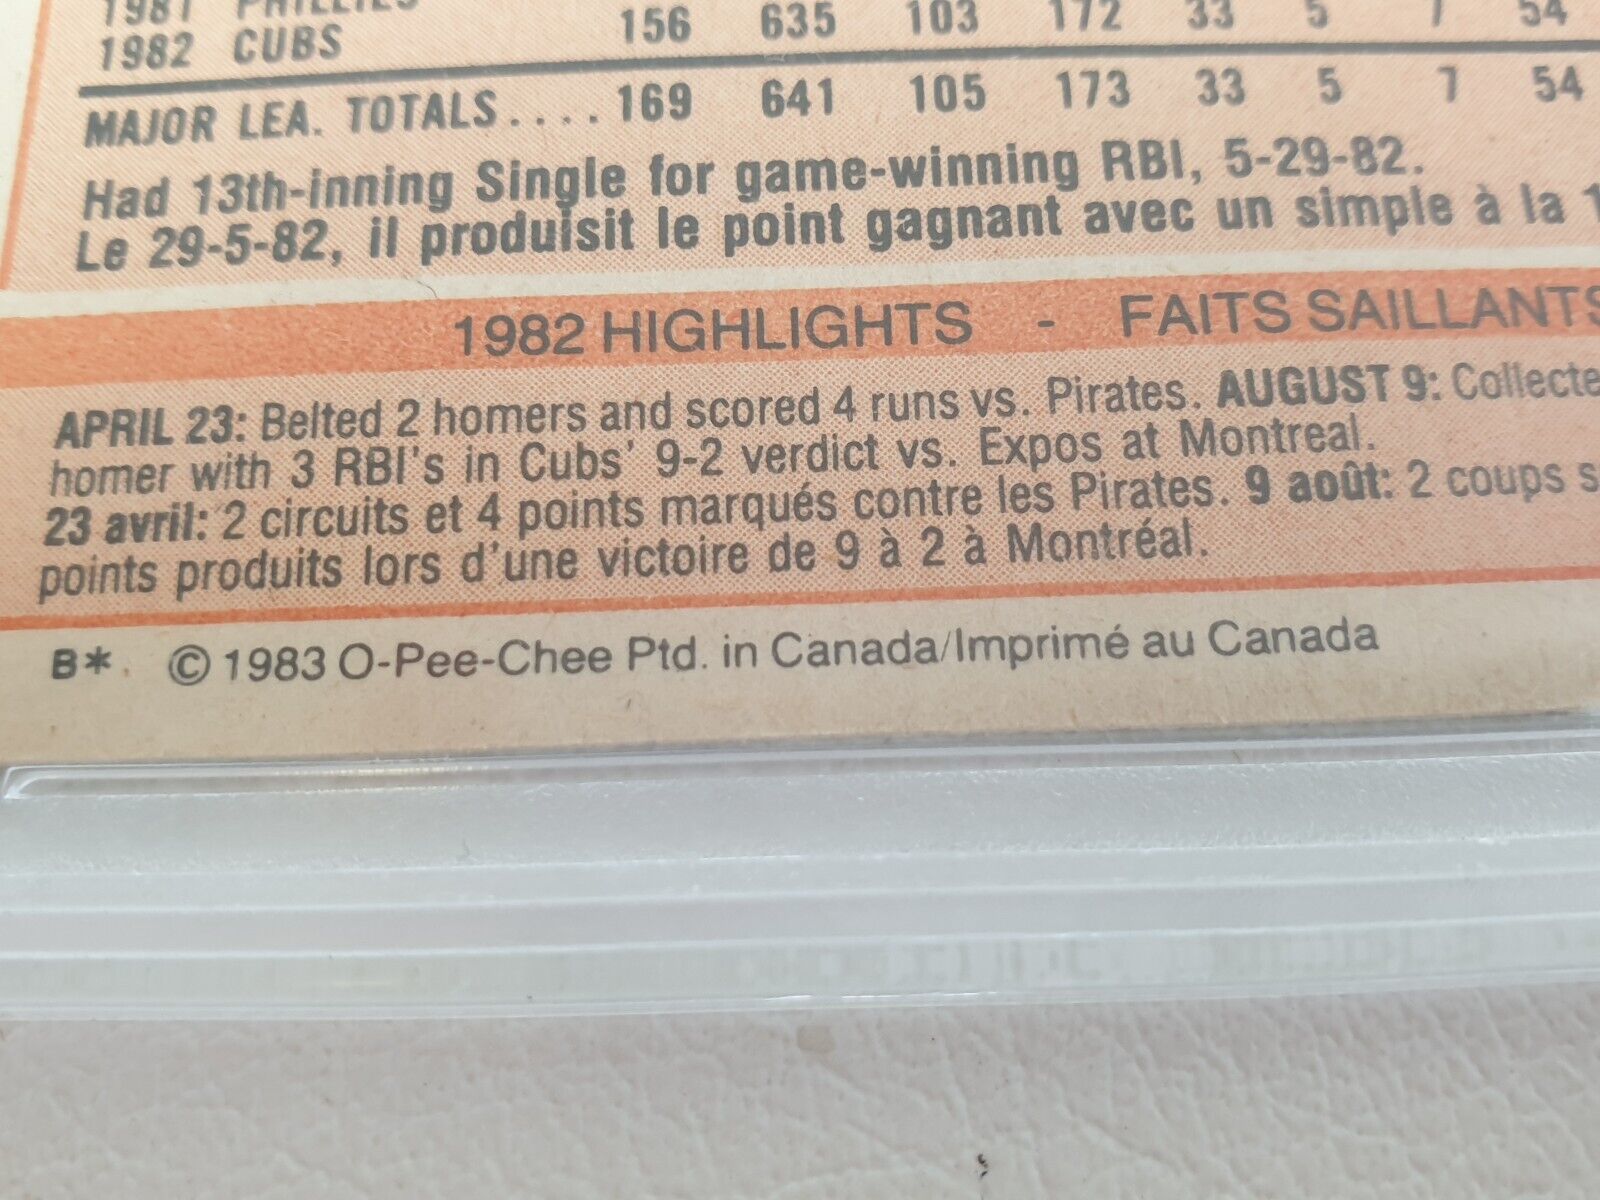 1981 PHILLIES
1982 CUBS 156 635 103 172 33 5 7 54
MAJOR LEA. TOTALS.... 169 641 105 173 33 5 7 54
Had 13th-inning Single for game-winning RBI, 5-29-82.
Le 29-5-82, il produisit le point gagnant avec un simple à la 1
1982 HIGHLIGHTS - FAITS SAILLANTS
APRIL 23: Belted 2 homers and scored 4 runs vs. Pirates. AUGUST 9: Collecte
homer with 3 RBI's in Cubs' 9-2 verdict vs. Expos at Montreal.
23 avril: 2 circuits et 4 points marqués contre les Pirates. 9 août: 2 coups s
points produits lors d'une victoire de 9 à 2 à Montréal.
B* © 1983 O-Pee-Chee Ptd. in Canada/Imprimé au Canada